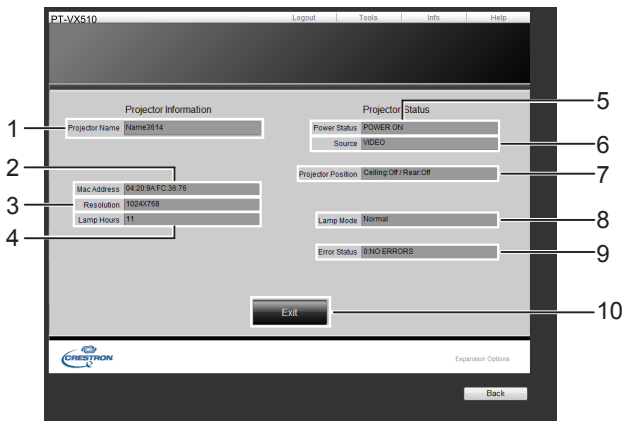 PT-VX510
Logout Tools Info Help
Projector Information
Projector Status
1
Projector Name Name3614
2
Mac Address 04:20:9A:FC:36:76
3
Resolution 1024X768
Lamp Hours 11
4
5
Power Status POWER ON
Source VIDEO
6
Projector Position Ceiling:Off / Rear:Off
7
Lamp Mode Normal
8
Error Status 0:NO ERRORS
9
Exit
10
CRESTRON
Expansion Options
Back